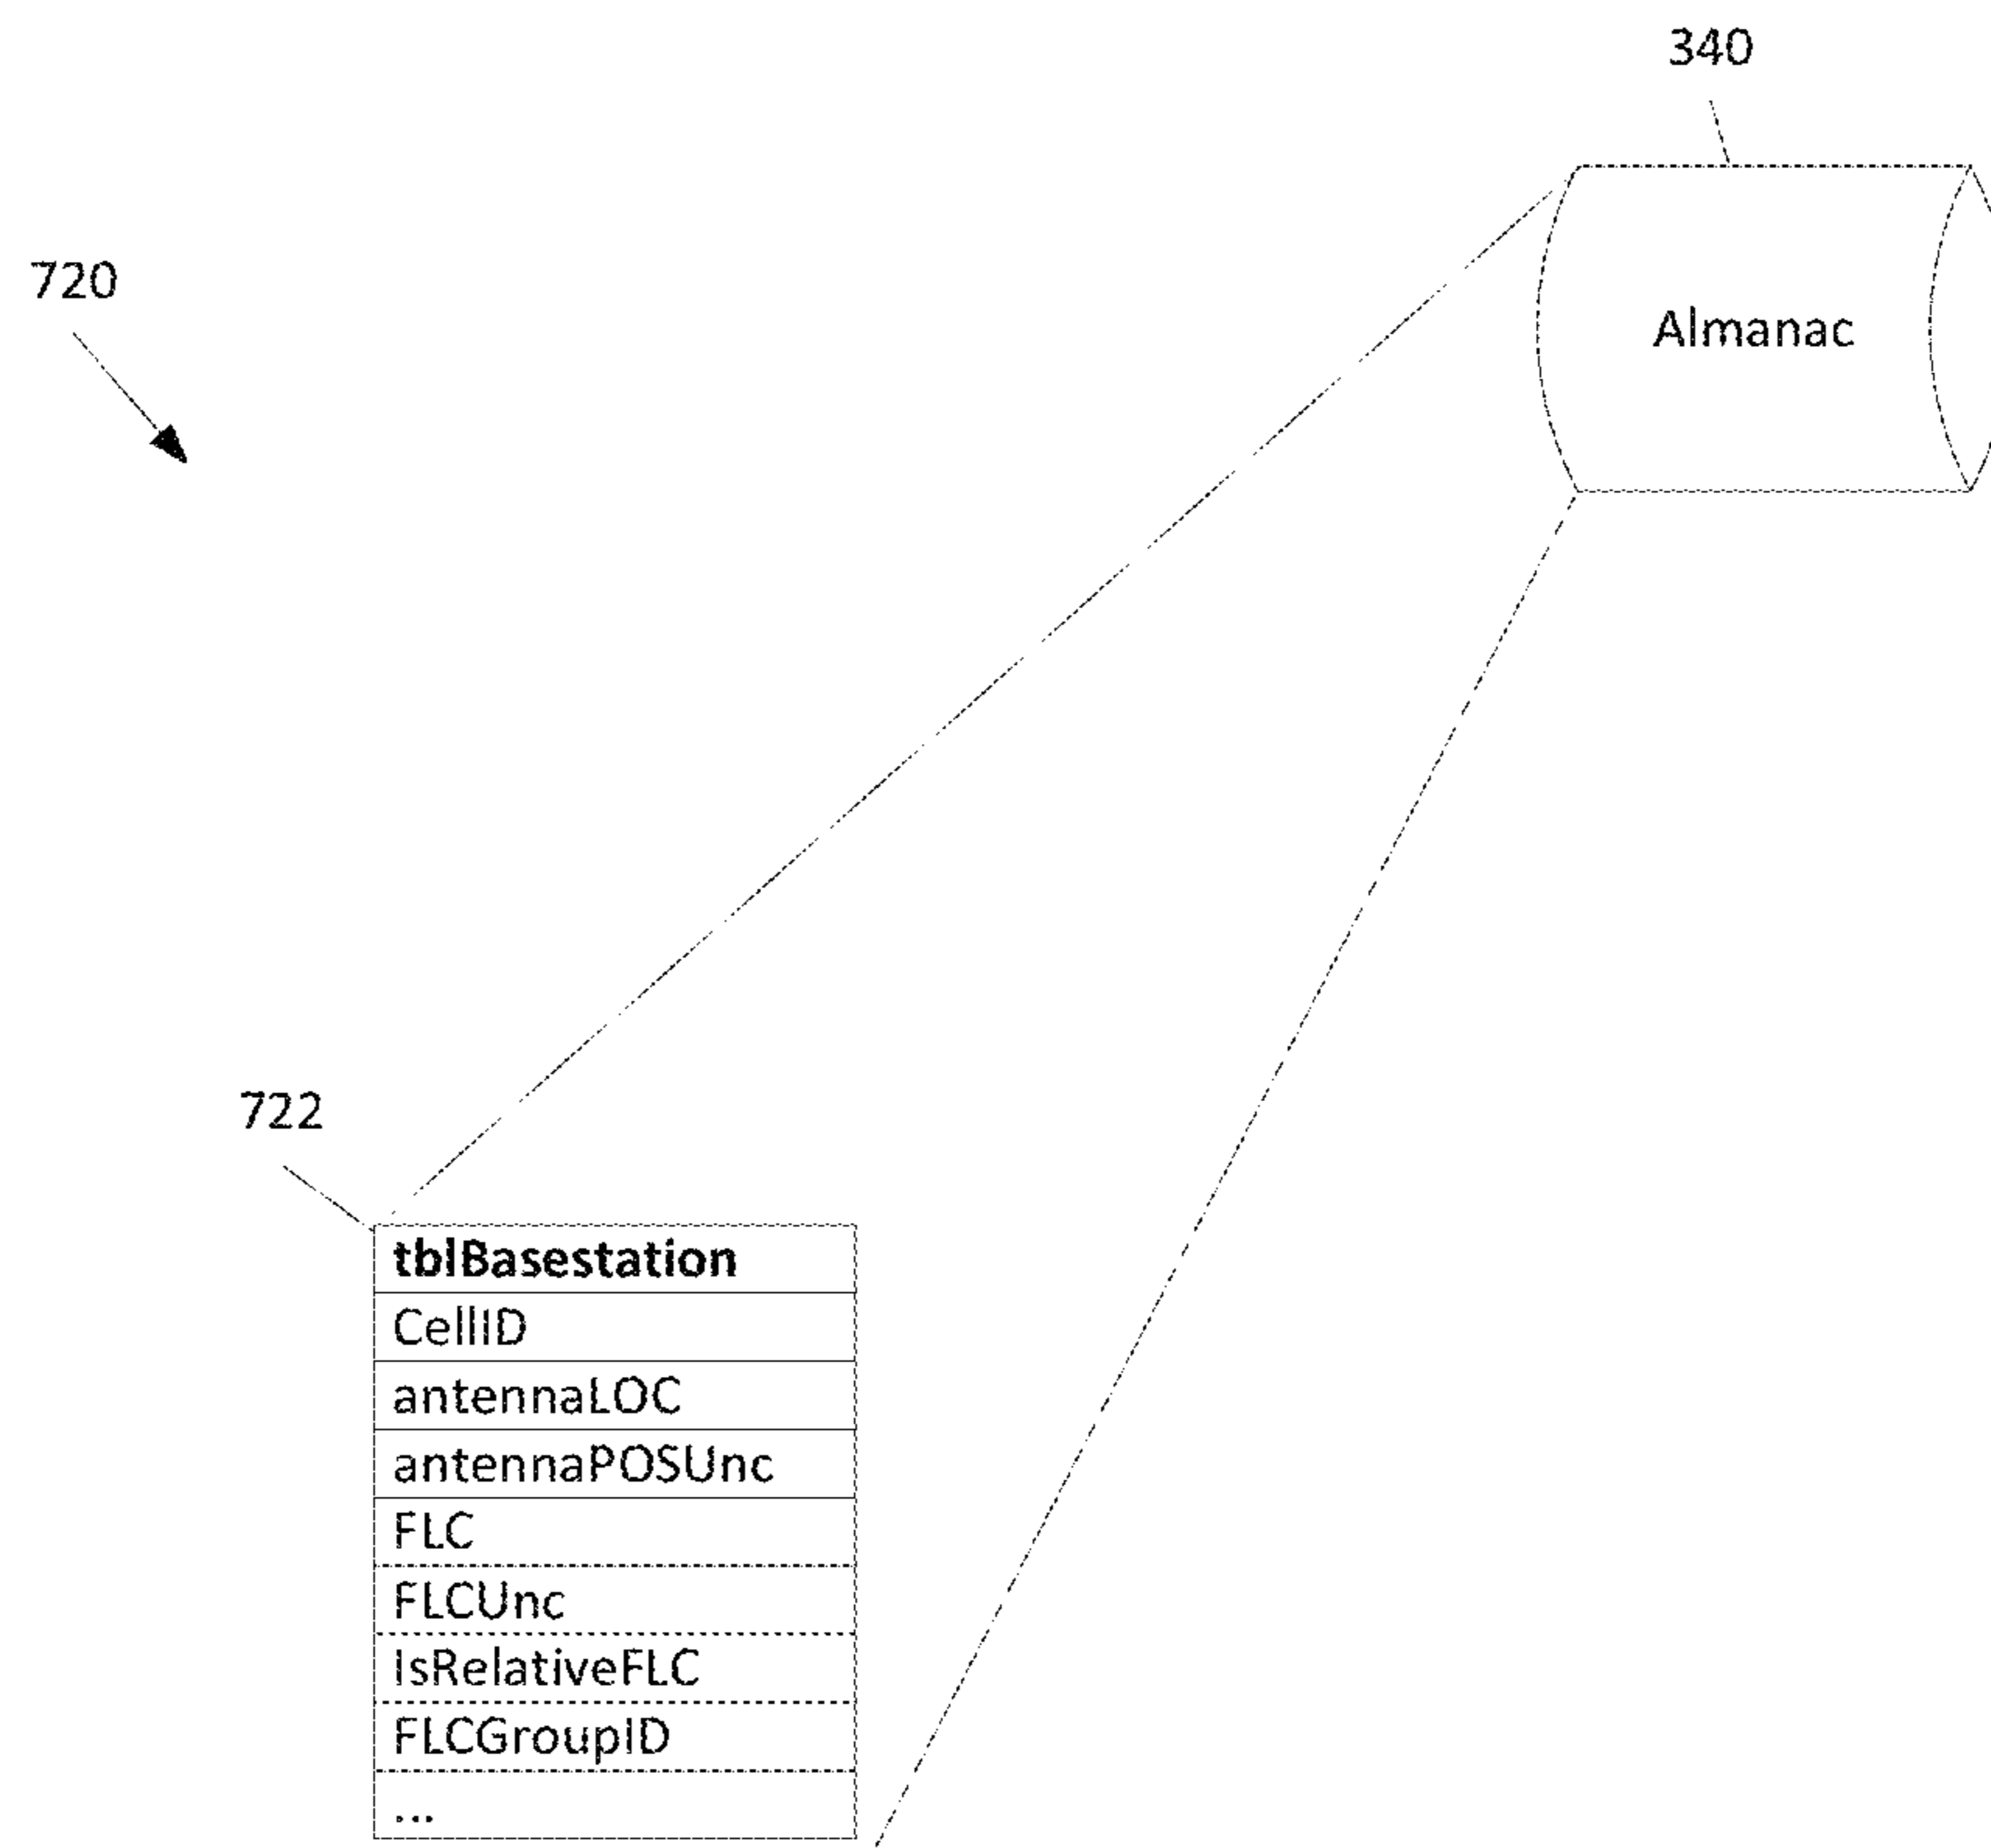 340
720
Almanac
722
tblBasestation
CellID
antennaLOC
antennaPOSUnc
FLC
FLCUnc
IsRelativeFLC
FLCGroupID
...